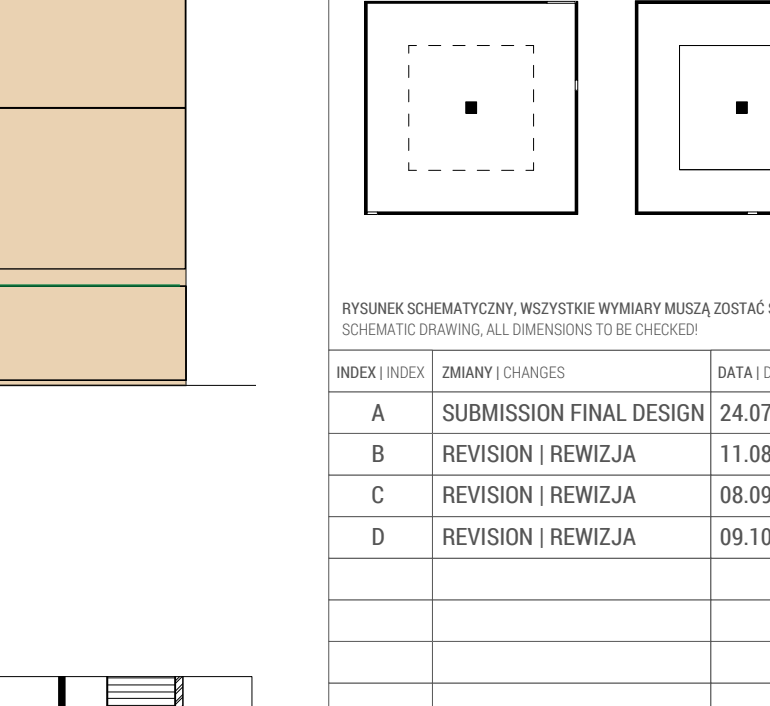 RYSUNEK SCHEMATYCZNY, WSZYSTKIE WYMIARY MUSZĄ ZOSTAĆ
SCHEMATIC DRAWING, ALL DIMENSIONS TO BE CHECKED!
INDEX | INDEX ZMIANY | CHANGES DATA |
A SUBMISSION FINAL DESIGN 24.07
B REVISION | REWIZJA 11.08
C REVISION | REWIZJA 08.09
D REVISION | REWIZJA 09.10